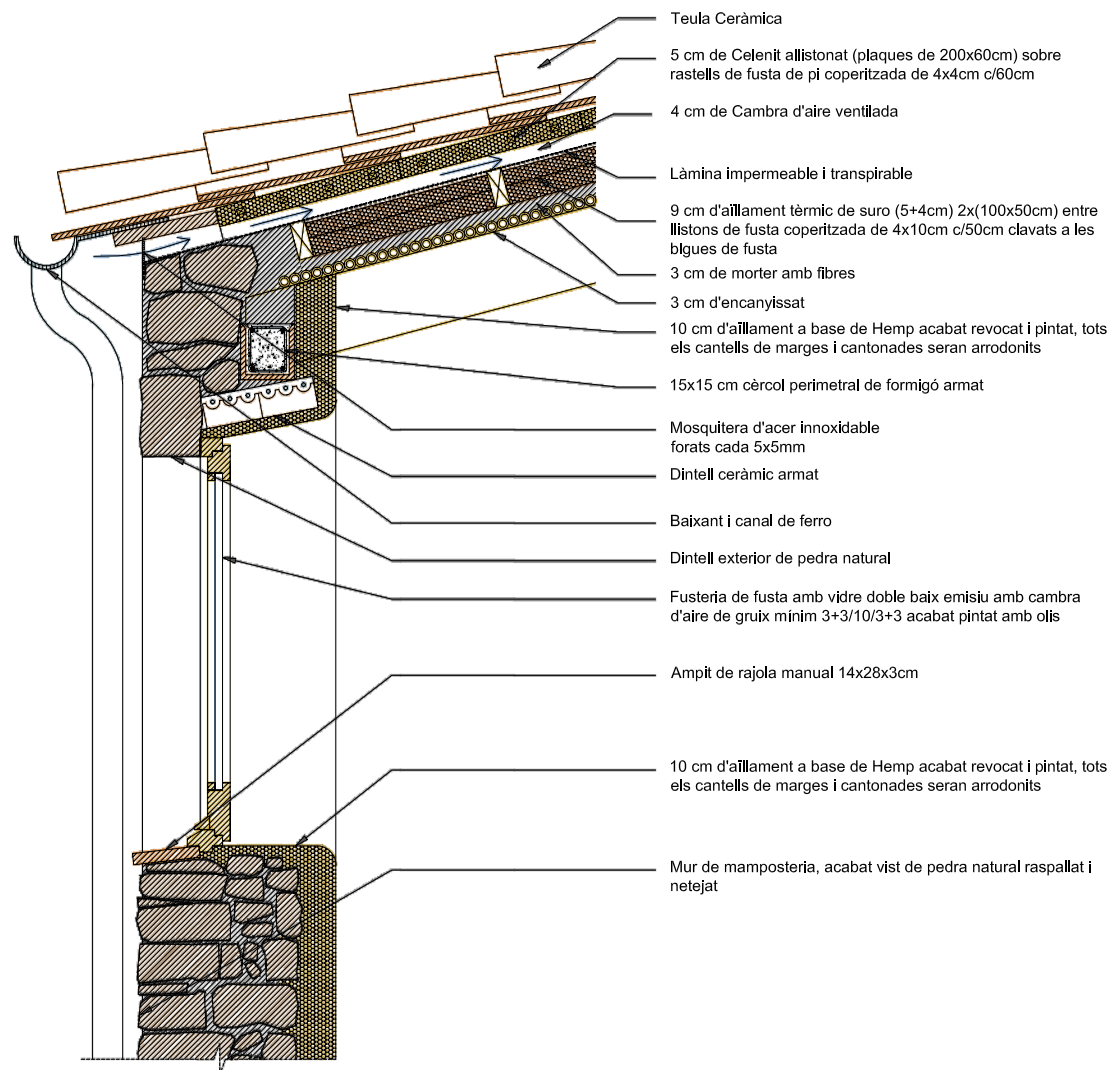 Teula Ceràmica
5 cm de Celenit allistonat (plaques de 200x60cm) sobre
rastells de fusta de pi coperitzada de 4x4cm c/60cm
4 cm de Cambra d'aire ventilada
Làmina impermeable i transpirable
9 cm d'aïllament tèrmic de suro (5+4cm) 2x(100x50cm) entre
llistons de fusta coperitzada de 4x10cm c/50cm clavats a les
bIgues de fusta
3 cm de morter amb fibres
3 cm d'encanyissat
10 cm d'aïllament a base de Hemp acabat revocat i pintat, tots
els cantells de marges i cantonades seran arrodonits
15x15 cm cèrcol perimetral de formigó armat
Mosquitera d'acer innoxidable
forats cada 5x5mm
Dintell ceràmic armat
Baixant i canal de ferro
Dintell exterior de pedra natural
Fusteria de fusta amb vidre doble baix emisiu amb cambra
d'aire de gruix mínim 3+3/10/3+3 acabat pintat amb olis
Ampit de rajola manual 14x28x3cm
10 cm d'aïllament a base de Hemp acabat revocat i pintat, tots
els cantells de marges i cantonades seran arrodonits
Mur de mamposteria, acabat vist de pedra natural raspallat i
netejat